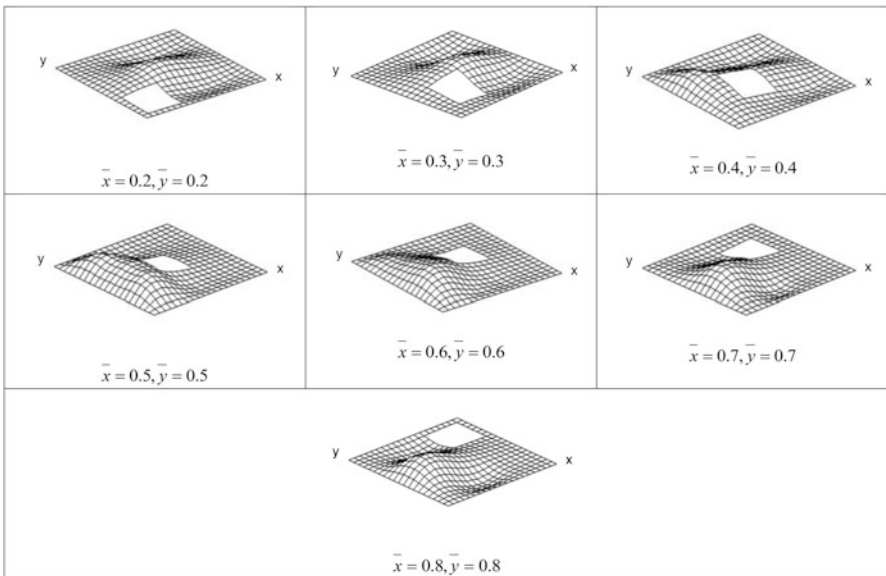 y x
x̄ = 0.2, ȳ = 0.2
y x
x̄ = 0.3, ȳ = 0.3
y x
x̄ = 0.4, ȳ = 0.4
y x
x̄ = 0.5, ȳ = 0.5
y x
x̄ = 0.6, ȳ = 0.6
y x
x̄ = 0.7, ȳ = 0.7
y x
x̄ = 0.8, ȳ = 0.8